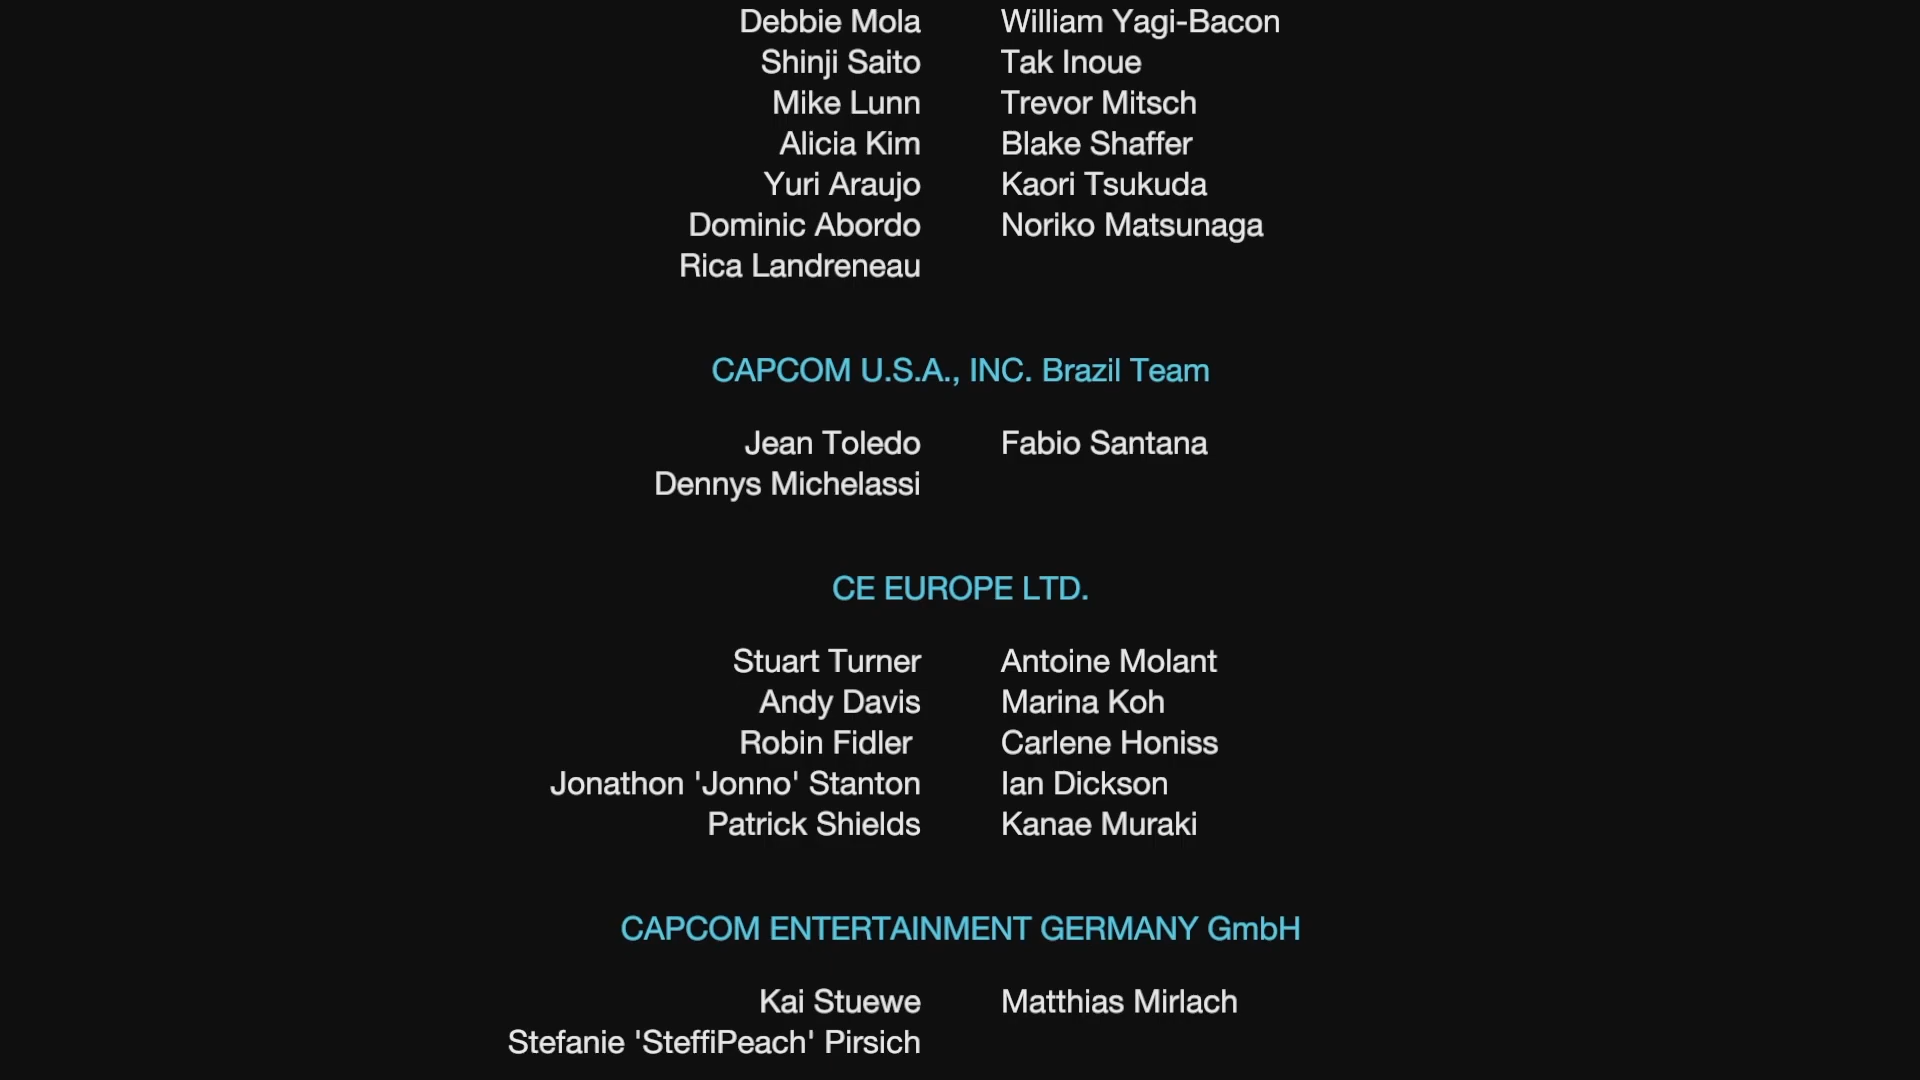 Debbie Mola William Yagi-Bacon
Shinji Saito Tak Inoue
Mike Lunn Trevor Mitsch
Alicia Kim Blake Shaffer
Yuri Araujo Kaori Tsukuda
Dominic Abordo Noriko Matsunaga
Rica Landreneau
CAPCOM U.S.A., INC. Brazil Team
Jean Toledo Fabio Santana
Dennys Michelassi
CE EUROPE LTD.
Stuart Turner Antoine Molant
Andy Davis Marina Koh
Robin Fidler Carlene Honiss
Jonathon 'Jonno' Stanton Ian Dickson
Patrick Shields Kanae Muraki
CAPCOM ENTERTAINMENT GERMANY GmbH
Kai Stuewe Matthias Mirlach
Stefanie 'SteffiPeach' Pirsich